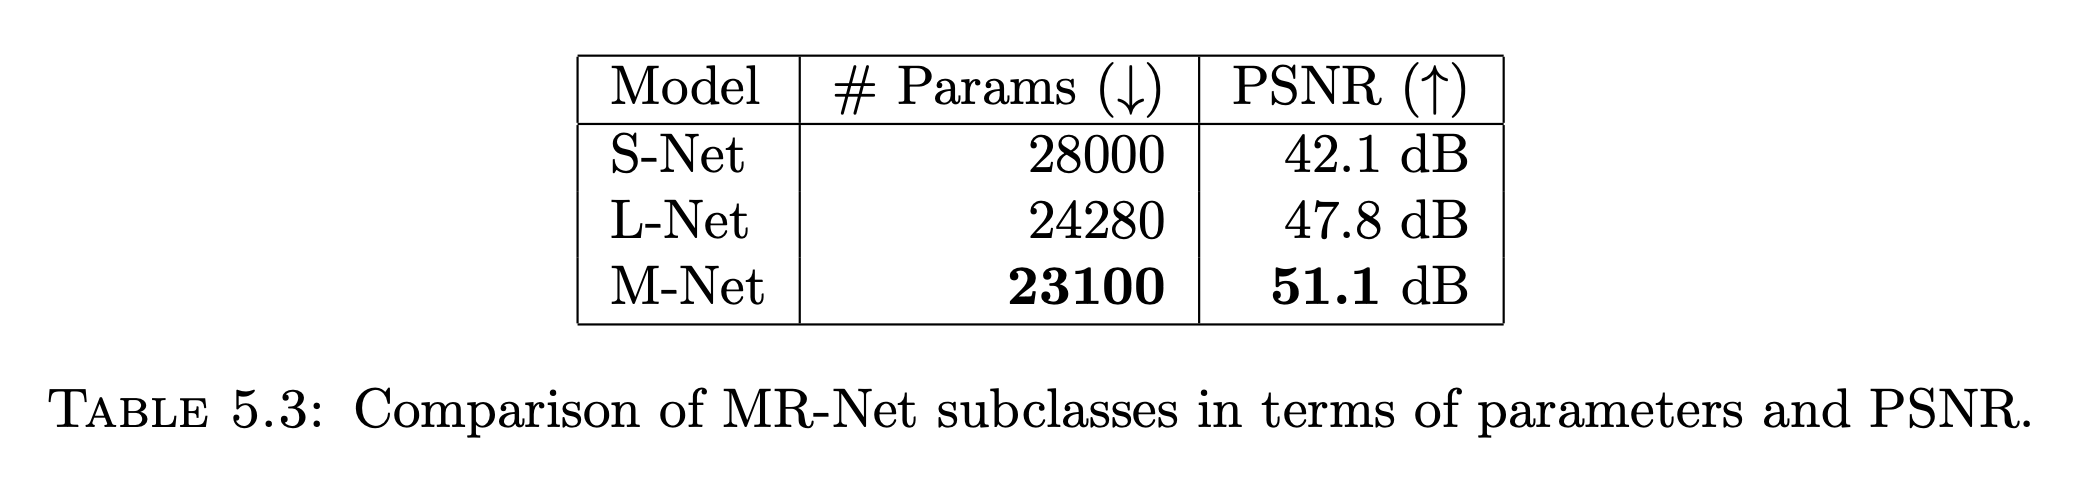 Model # Params (↓) PSNR (↑)
S-Net 28000 42.1 dB
L-Net 24280 47.8 dB
M-Net 23100 51.1 dB
TABLE 5.3: Comparison of MR-Net subclasses in terms of parameters and PSNR.